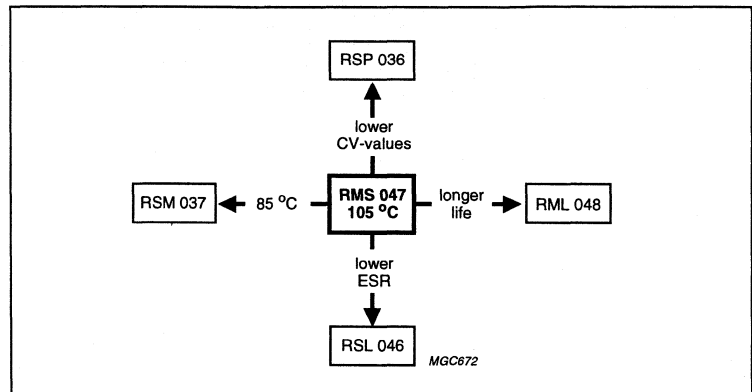 RSP 036
lower
CV-values
RSM 037
85 °C
RMS 047
105 °C
longer
life
RML 048
lower
ESR
RSL 046
MGC672